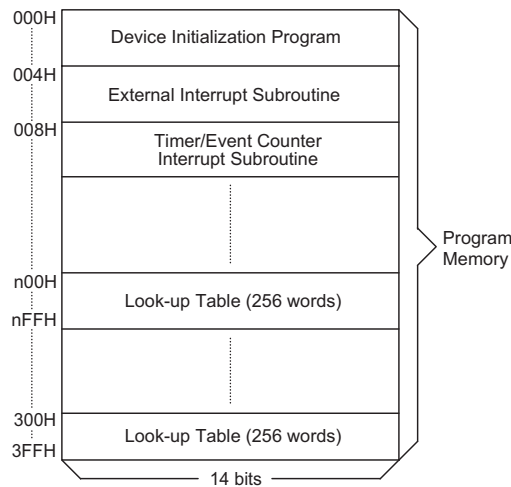 000H
Device Initialization Program
004H
External Interrupt Subroutine
008H
Timer/Event Counter
Interrupt Subroutine
Program
Memory
n00H
Look-up Table (256 words)
nFFH
300H
Look-up Table (256 words)
3FFH
14 bits